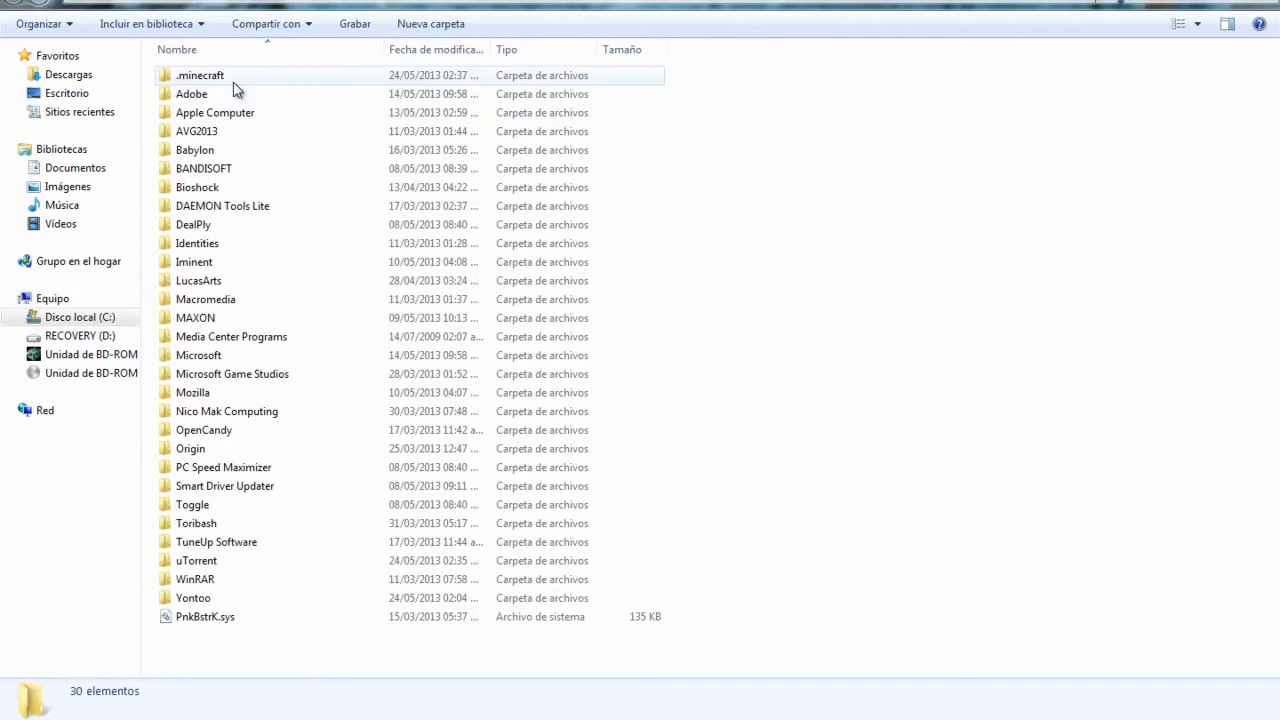 Organizar Incluir en biblioteca Compartir con Grabar Nueva carpeta
Favoritos
Descargas
Escritorio
Sitios recientes
Bibliotecas
Documentos
Imágenes
Música
Vídeos
Grupo en el hogar
Equipo
Disco local (C:)
RECOVERY (D:)
Unidad de BD-ROM
Unidad de BD-ROM
Red
Nombre Fecha de modifica... Tipo Tamaño
.minecraft 24/05/2013 02:37 ... Carpeta de archivos
Adobe 14/05/2013 09:58 ... Carpeta de archivos
Apple Computer 13/05/2013 02:59 ... Carpeta de archivos
AVG2013 11/03/2013 01:44 ... Carpeta de archivos
Babylon 16/03/2013 05:26 ... Carpeta de archivos
BANDISOFT 08/05/2013 08:39 ... Carpeta de archivos
Bioshock 13/04/2013 04:22 ... Carpeta de archivos
DAEMON Tools Lite 17/03/2013 02:37 ... Carpeta de archivos
DealPly 08/05/2013 08:40 ... Carpeta de archivos
Identities 11/03/2013 01:28 ... Carpeta de archivos
Iminent 10/05/2013 04:08 ... Carpeta de archivos
LucasArts 28/04/2013 03:24 ... Carpeta de archivos
Macromedia 11/03/2013 01:37 ... Carpeta de archivos
MAXON 09/05/2013 10:13 ... Carpeta de archivos
Media Center Programs 14/07/2009 02:07 a... Carpeta de archivos
Microsoft 14/05/2013 09:58 ... Carpeta de archivos
Microsoft Game Studios 28/03/2013 01:52 ... Carpeta de archivos
Mozilla 10/05/2013 04:07 ... Carpeta de archivos
Nico Mak Computing 30/03/2013 07:48 ... Carpeta de archivos
OpenCandy 17/03/2013 11:42 a... Carpeta de archivos
Origin 25/03/2013 12:47 ... Carpeta de archivos
PC Speed Maximizer 08/05/2013 08:40 ... Carpeta de archivos
Smart Driver Updater 08/05/2013 09:11 ... Carpeta de archivos
Toggle 08/05/2013 08:40 ... Carpeta de archivos
Toribash 31/03/2013 05:17 ... Carpeta de archivos
TuneUp Software 17/03/2013 11:44 a... Carpeta de archivos
uTorrent 24/05/2013 02:35 ... Carpeta de archivos
WinRAR 11/03/2013 07:58 ... Carpeta de archivos
Yontoo 24/05/2013 02:04 ... Carpeta de archivos
PnkBstrK.sys 15/03/2013 05:37 ... Archivo de sistema 135 KB
30 elementos